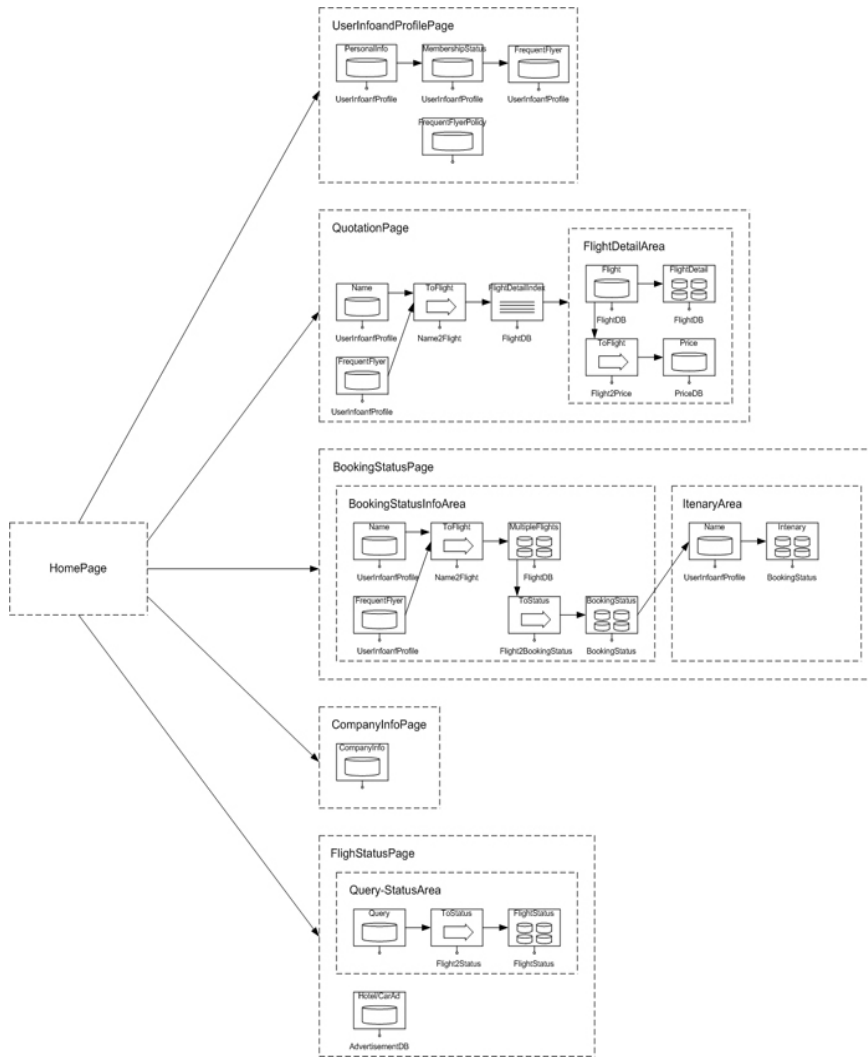 UserInfoandProfilePage
PersonalInfo
MembershipStatus
FrequentFlyer
UserInfoanfProfile
UserInfoanfProfile
UserInfoanfProfile
FrequentFlyerPolicy
QuotationPage
FlightDetailArea
Name
ToFlight
FlightDetailIndex
Flight
FlightDetail
UserInfoanfProfile
Name2Flight
FlightDB
FlightDB
FlightDB
FrequentFlyer
ToFlight
Price
UserInfoanfProfile
Flight2Price
PriceDB
BookingStatusPage
BookingStatusInfoArea
ItenaryArea
Name
ToFlight
MultipleFlights
Name
Intenary
UserInfoanfProfile
Name2Flight
FlightDB
UserInfoanfProfile
BookingStatus
HomePage
FrequentFlyer
ToStatus
BookingStatus
UserInfoanfProfile
Flight2BookingStatus
BookingStatus
CompanyInfoPage
CompanyInfo
FlighStatusPage
Query-StatusArea
Query
ToStatus
FlightStatus
Flight2Status
FlightStatus
Hotel/CarAd
AdvertisementDB